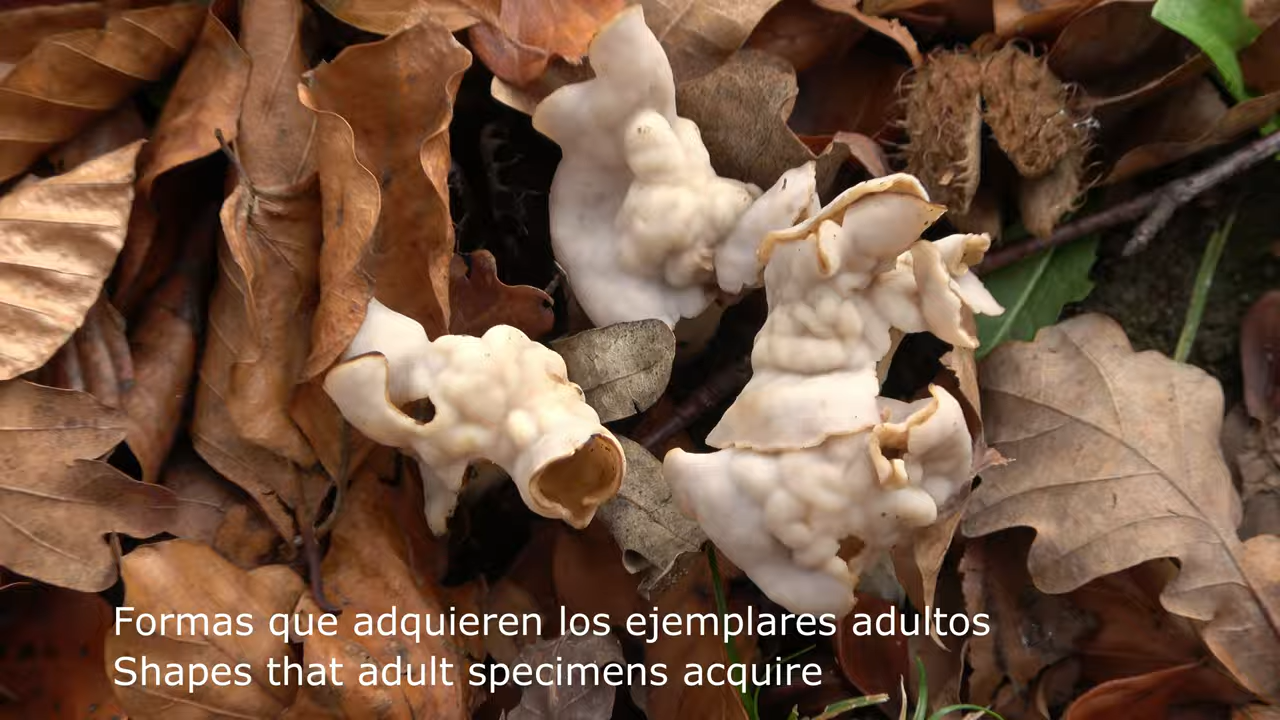 Formas que adquieren los ejemplares adultos
Shapes that adult specimens acquire